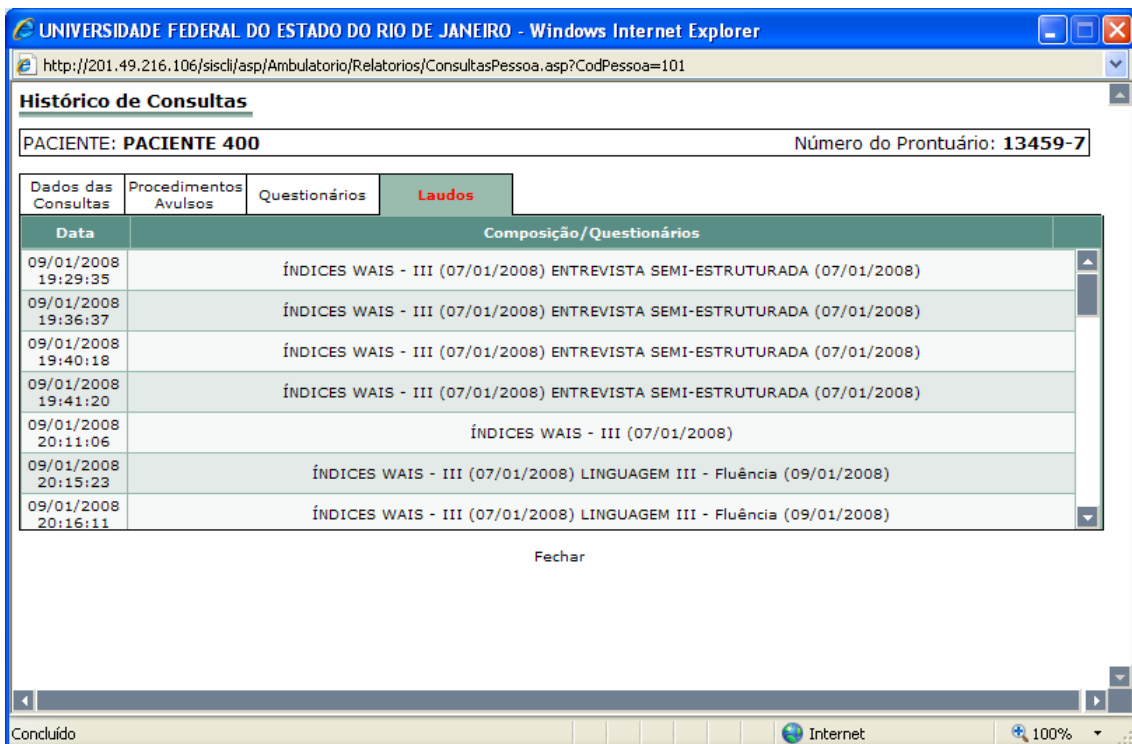 UNIVERSIDADE FEDERAL DO ESTADO DO RIO DE JANEIRO - Windows Internet Explorer
http://201.49.216.106/siscli/asp/Ambulatorio/Relatorios/ConsultasPessoa.asp?CodPessoa=101
Histórico de Consultas
PACIENTE: PACIENTE 400 Número do Prontuário: 13459-7
Dados das Consultas Procedimentos Avulsos Questionários Laudos
Data Composição/Questionários
09/01/2008
19:29:35
ÍNDICES WAIS - III (07/01/2008) ENTREVISTA SEMI-ESTRUTURADA (07/01/2008)
09/01/2008
19:36:37
ÍNDICES WAIS - III (07/01/2008) ENTREVISTA SEMI-ESTRUTURADA (07/01/2008)
09/01/2008
19:40:18
ÍNDICES WAIS - III (07/01/2008) ENTREVISTA SEMI-ESTRUTURADA (07/01/2008)
09/01/2008
19:41:20
ÍNDICES WAIS - III (07/01/2008) ENTREVISTA SEMI-ESTRUTURADA (07/01/2008)
09/01/2008
20:11:06
ÍNDICES WAIS - III (07/01/2008)
09/01/2008
20:15:23
ÍNDICES WAIS - III (07/01/2008) LINGUAGEM III - Fluência (09/01/2008)
09/01/2008
20:16:11
ÍNDICES WAIS - III (07/01/2008) LINGUAGEM III - Fluência (09/01/2008)
Fechar
Concluído Internet 100%